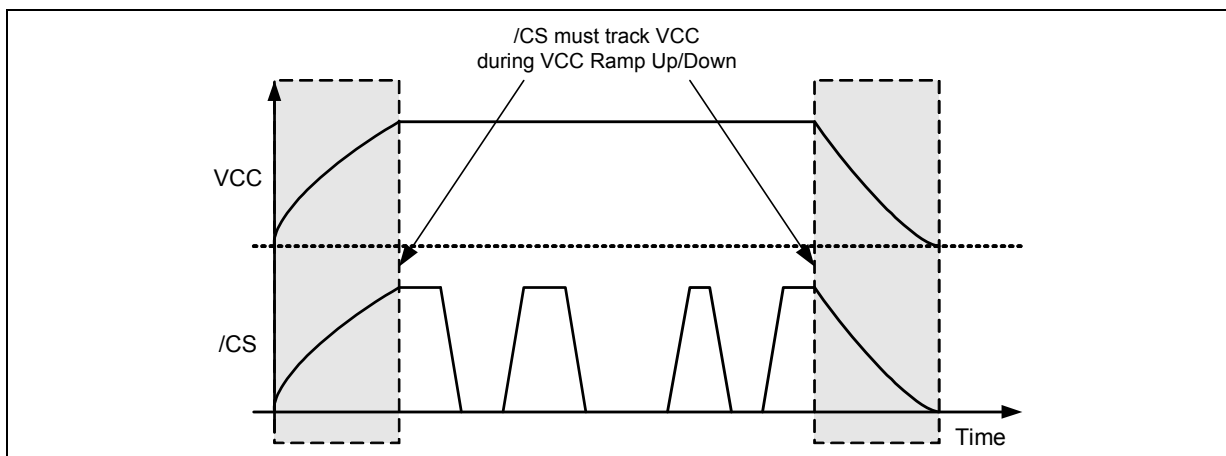 /CS must track VCC
during VCC Ramp Up/Down
VCC
/CS
Time